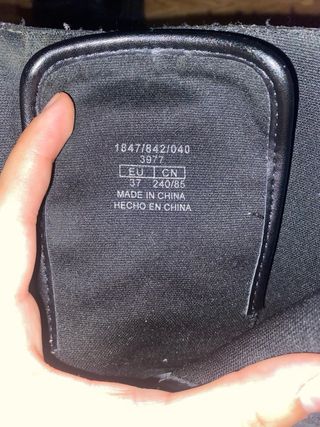 1847/842/040
3977
EU CN
37 240/85
MADE IN CHINA
HECHO EN CHINA